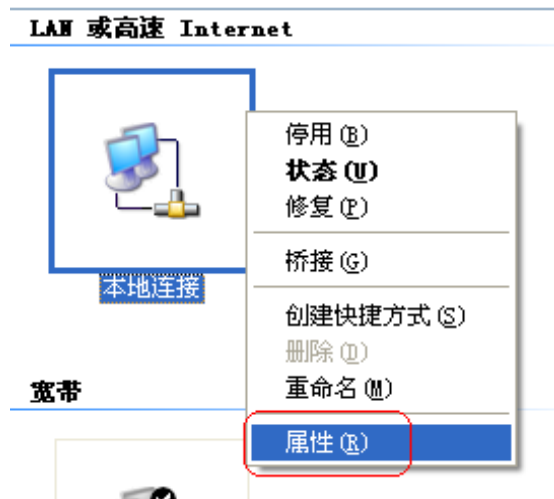 LAN 或高速 Internet
停用(B)
状态(U)
修复(P)
桥接(G)
本地连接
创建快捷方式(S)
删除(D)
重命名(M)
宽带
属性(R)